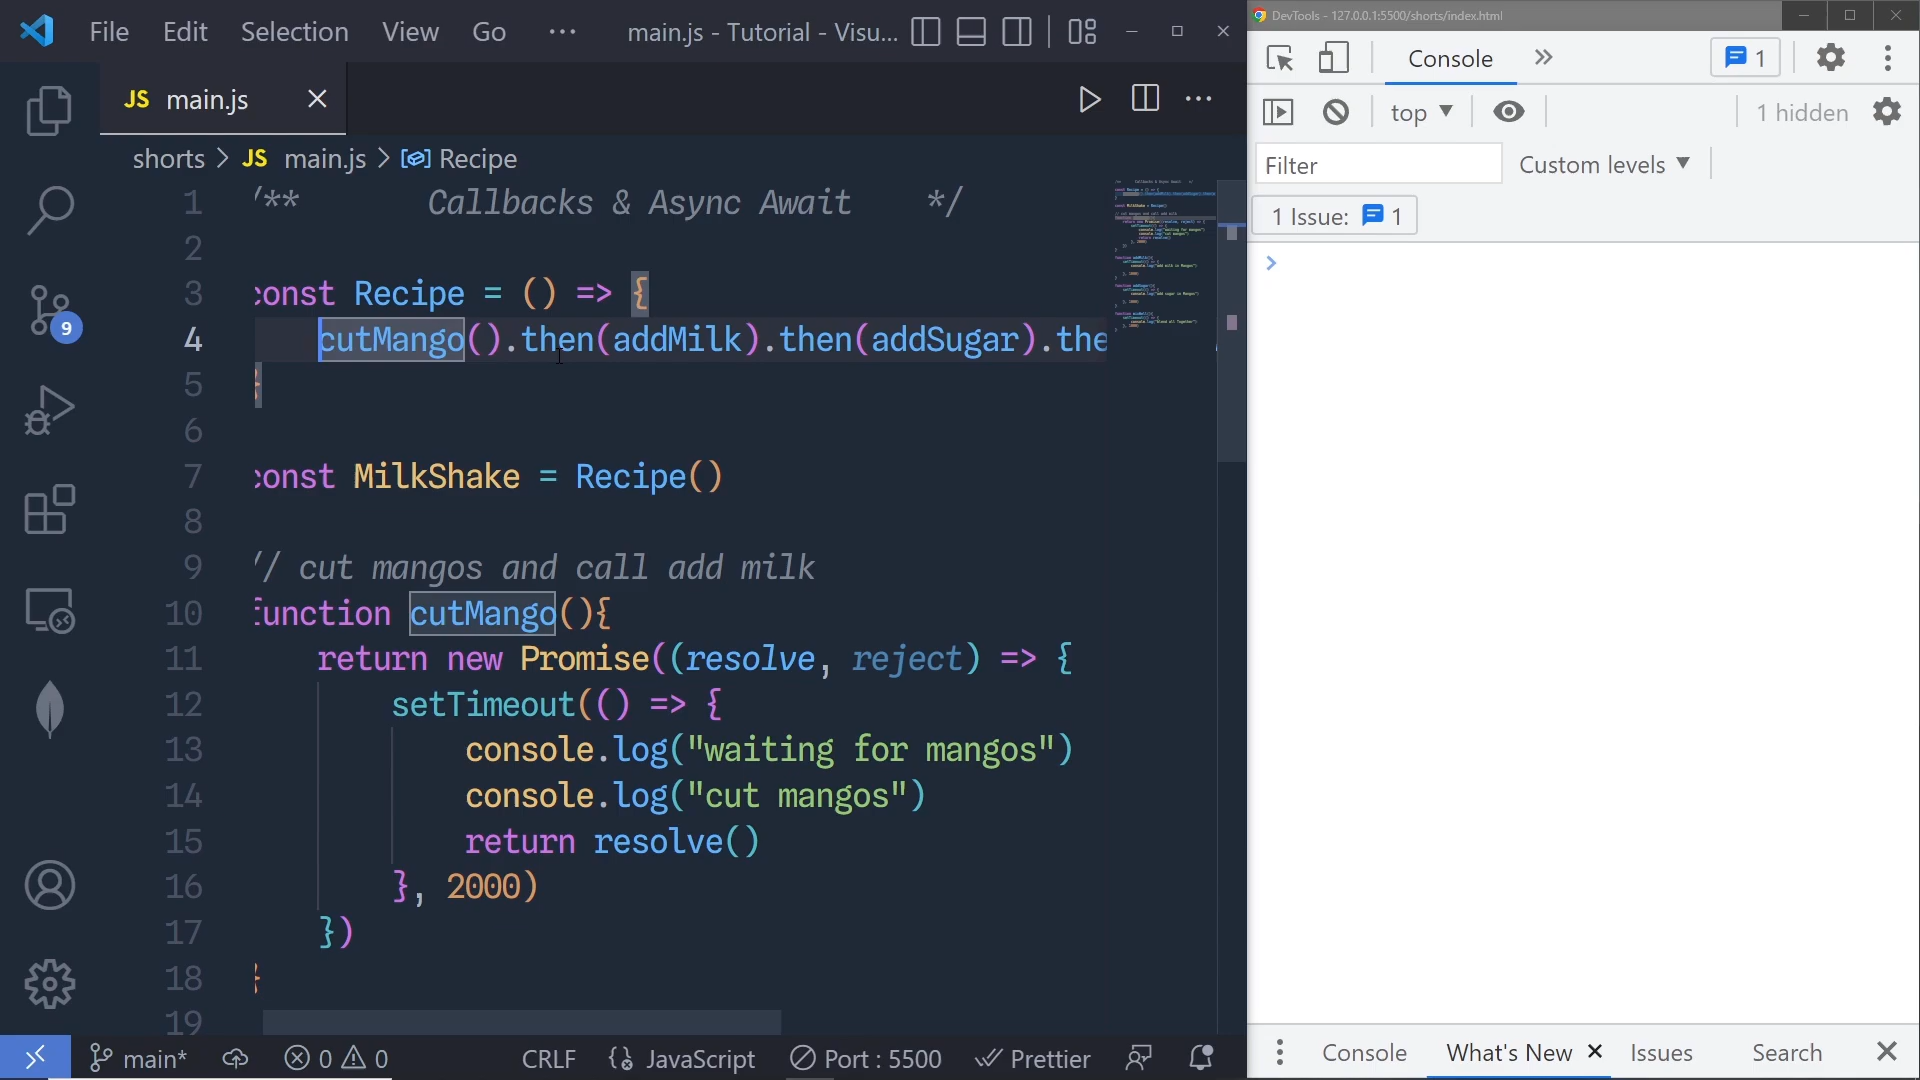 File Edit Selection View Go ··· main.js - Tutorial - Visu...
JS main.js
shorts > JS main.js > Recipe
1 /** Callbacks & Async Await */
2
3 const Recipe = () => {
4 cutMango().then(addMilk).then(addSugar).the
5 }
6
7 const MilkShake = Recipe()
8
9 // cut mangos and call add milk
10 function cutMango(){
11 return new Promise((resolve, reject) => {
12 setTimeout(() => {
13 console.log("waiting for mangos")
14 console.log("cut mangos")
15 return resolve()
16 }, 2000)
17 })
18 }
19
9
main* 0 0 CRLF {} JavaScript Port : 5500 Prettier
DevTools - 127.0.0.1:5500/shorts/index.html
Console » 1
top 1 hidden
Filter Custom levels
1 Issue: 1
>
Console What's New Issues Search